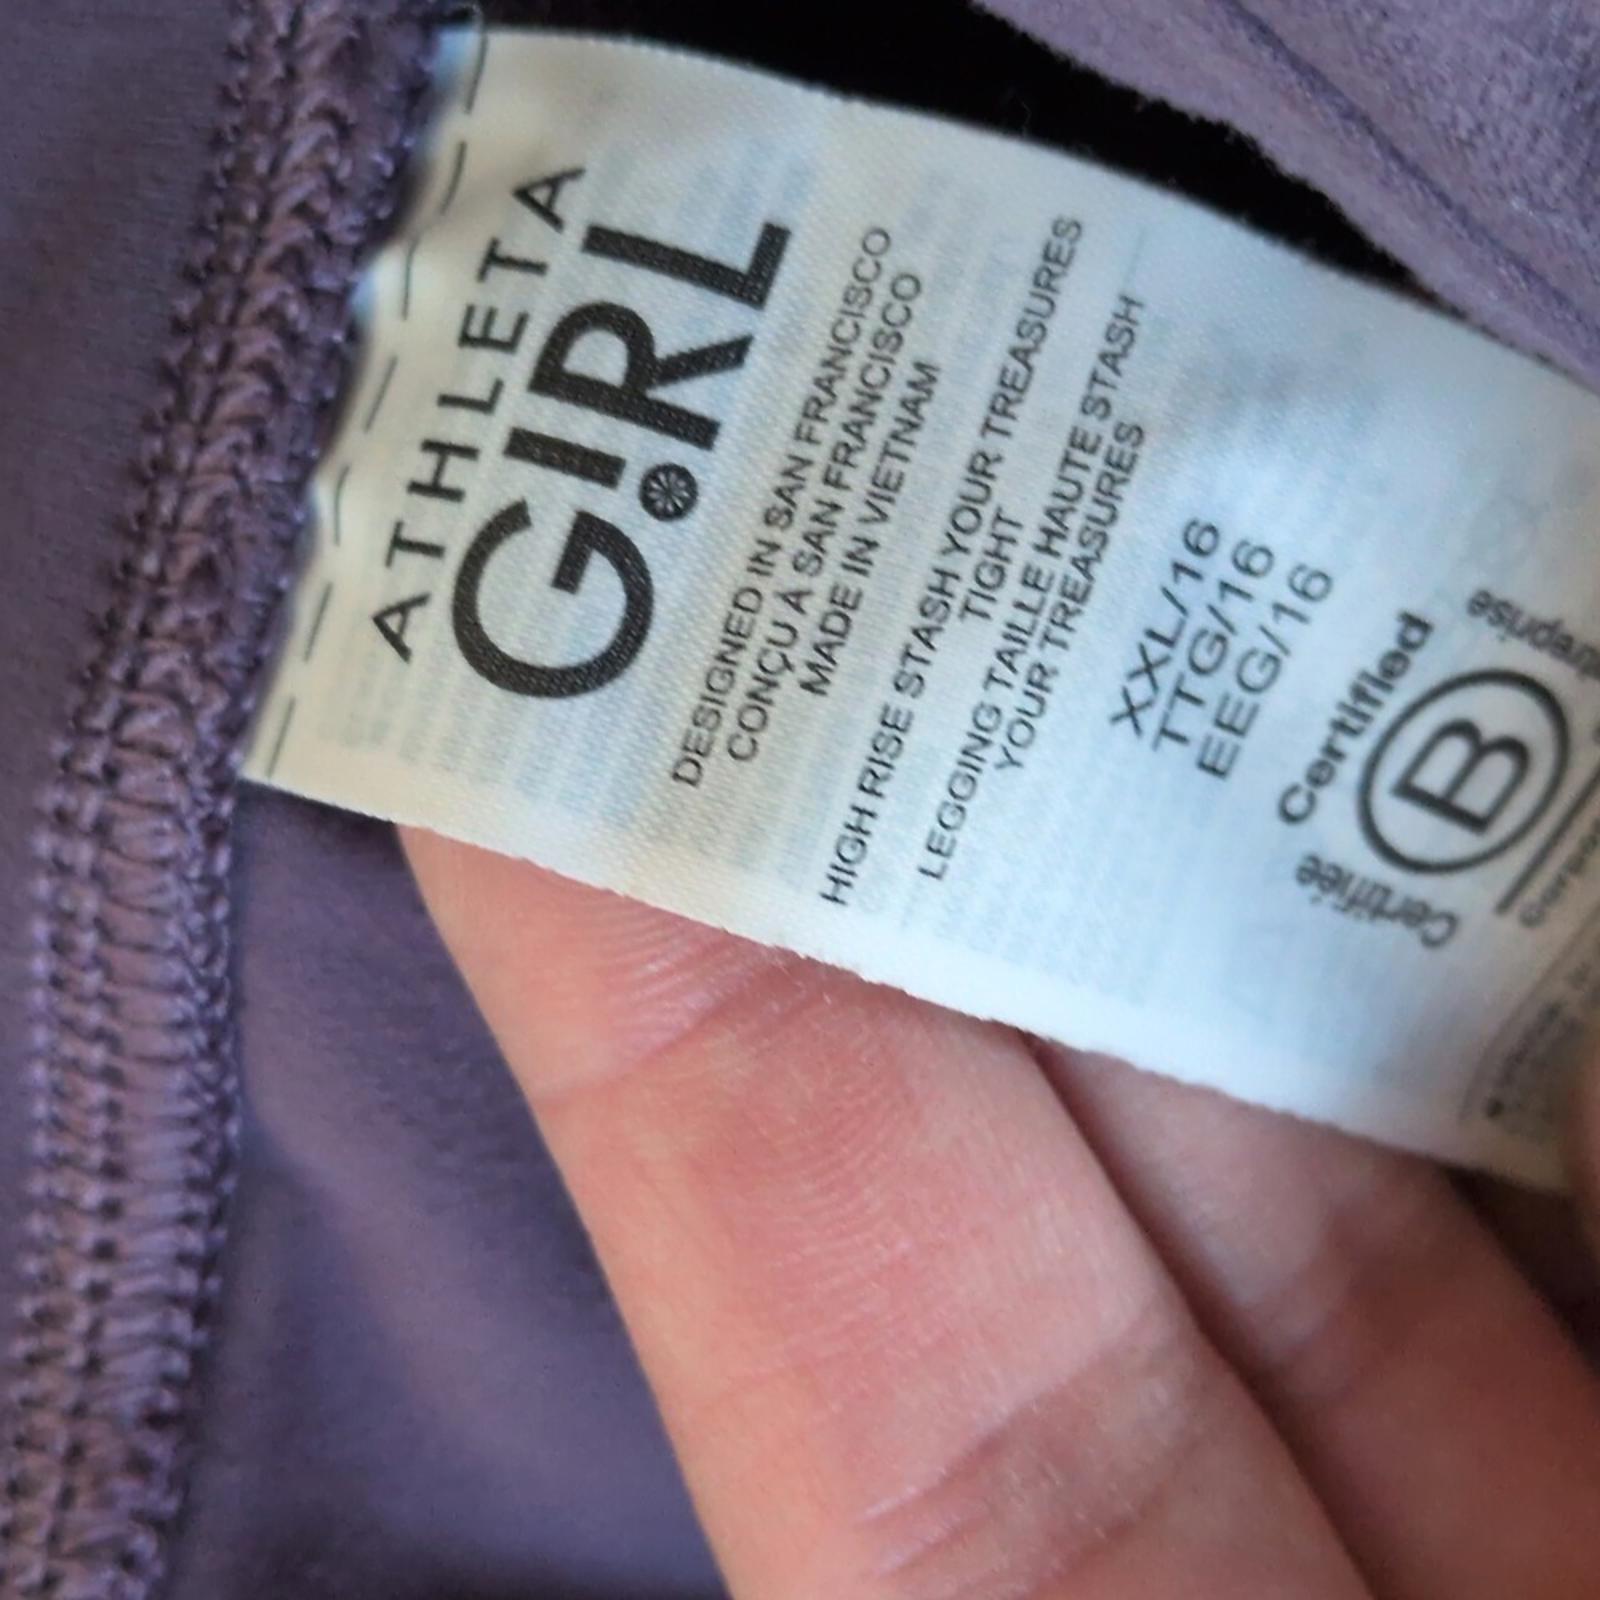 ATHLETA
GIRL
DESIGNED IN SAN FRANCISCO
CONÇU À SAN FRANCISCO
MADE IN VIETNAM
HIGH RISE STASH YOUR TREASURES
TIGHT
LEGGING TAILLE HAUTE STASH
YOUR TREASURES
XXL/16
TTG/16
EEG/16
Certified
B
Certifiée